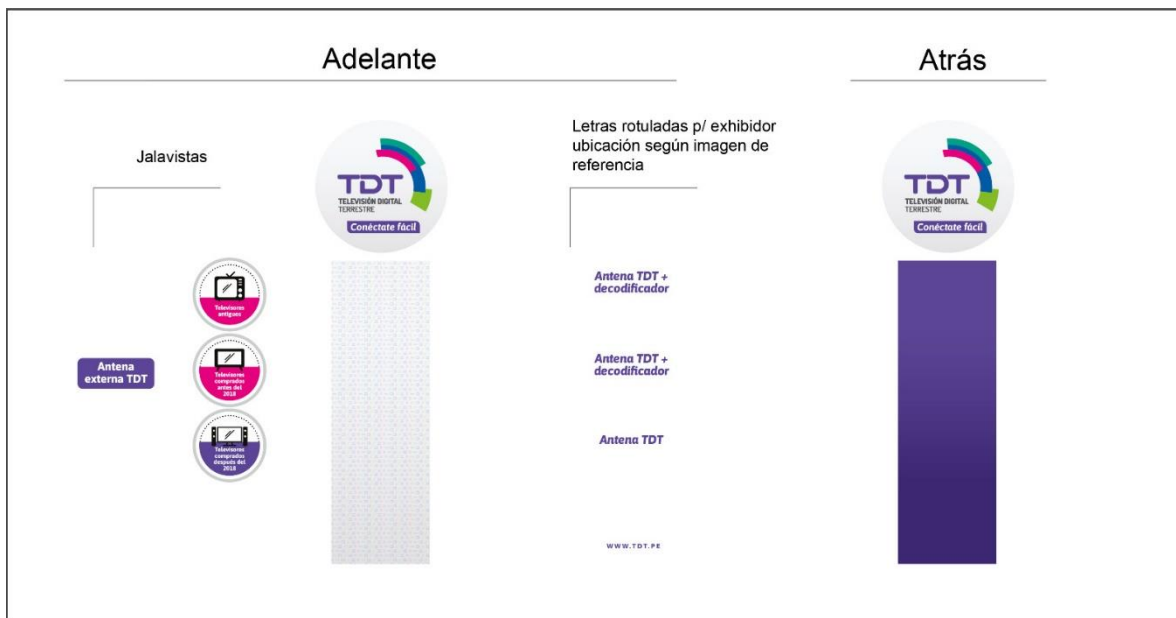 Adelante
Atrás
Jalavistas
Letras rotuladas p/ exhibidor
ubicación según imagen de
referencia
TDT
TELEVISIÓN DIGITAL
TERRESTRE
Conéctate fácil
TDT
TELEVISIÓN DIGITAL
TERRESTRE
Conéctate fácil
Televisores
antiguos
Antena
externa TDT
Televisores
comprados
antes del
2018
Televisores
comprados
después del
2018
Antena TDT +
decodificador
Antena TDT +
decodificador
Antena TDT
WWW.TDT.PE